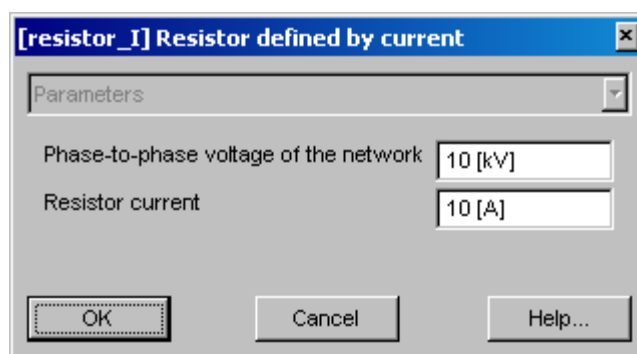 [resistor_I] Resistor defined by current
Parameters
Phase-to-phase voltage of the network 10 [kV]
Resistor current 10 [A]
OK Cancel Help...